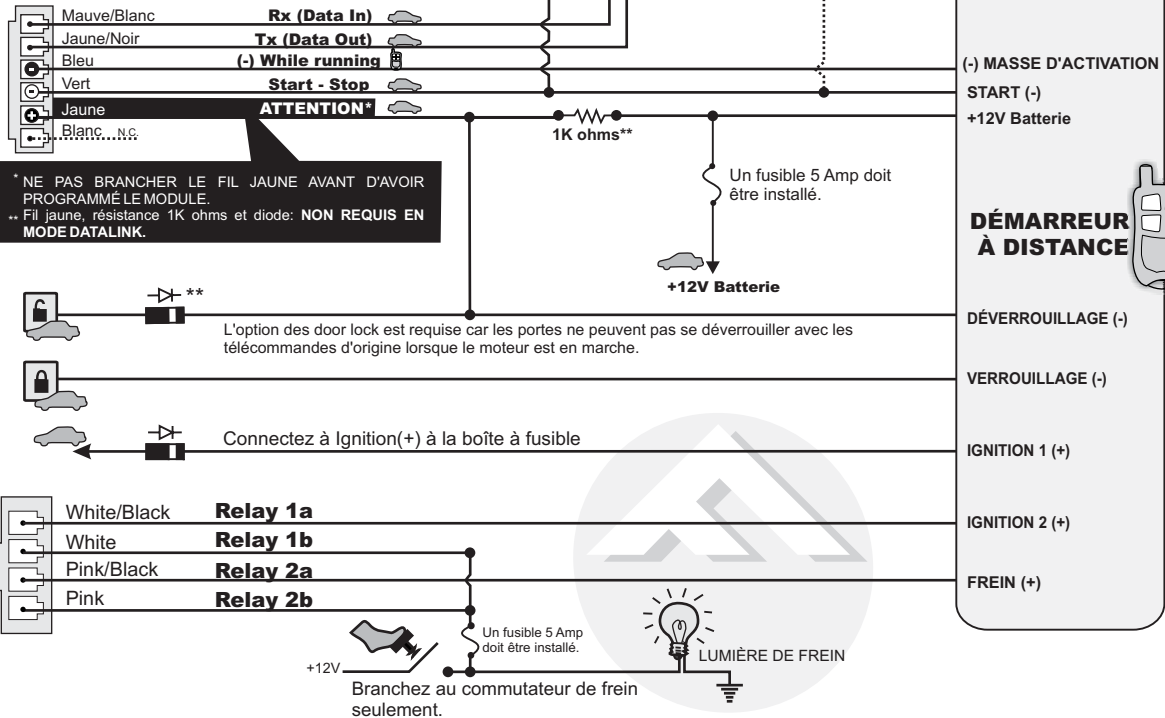 Mauve/Blanc Rx (Data In)
Jaune/Noir Tx (Data Out)
Bleu (-) While running (-) MASSE D'ACTIVATION
Vert Start - Stop START (-)
Jaune ATTENTION* +12V Batterie
Blanc N.C.
1K ohms**
* NE PAS BRANCHER LE FIL JAUNE AVANT D'AVOIR
PROGRAMMÉ LE MODULE.
** Fil jaune, résistance 1K ohms et diode: NON REQUIS EN
MODE DATALINK.
Un fusible 5 Amp doit
être installé.
+12V Batterie
DÉMARREUR
À DISTANCE
**
DÉVERROUILLAGE (-)
L'option des door lock est requise car les portes ne peuvent pas se déverrouiller avec les
télécommandes d'origine lorsque le moteur est en marche.
VERROUILLAGE (-)
Connectez à Ignition(+) à la boîte à fusible IGNITION 1 (+)
White/Black Relay 1a IGNITION 2 (+)
White Relay 1b
Pink/Black Relay 2a FREIN (+)
Pink Relay 2b
Un fusible 5 Amp
doit être installé.
+12V
LUMIÈRE DE FREIN
Branchez au commutateur de frein
seulement.